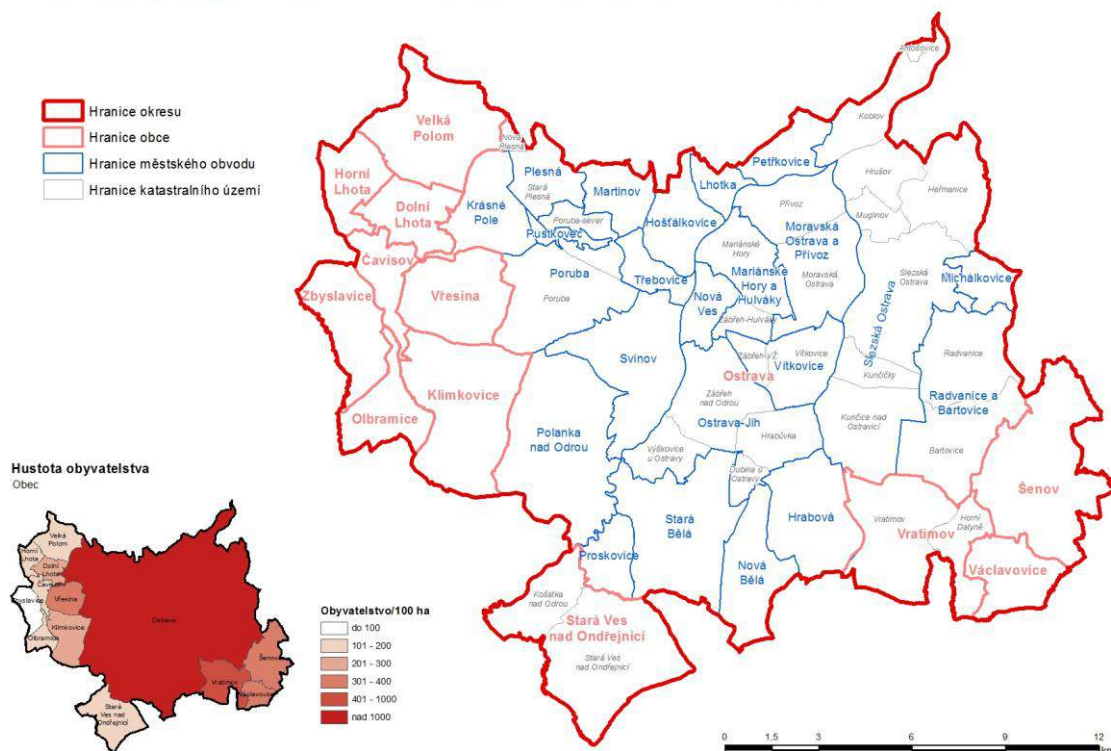 Hranice okresu
Hranice obce
Hranice městského obvodu
Hranice katastralního území
Antošovice
Koblov
Velká
Polom
Nová
Plesná
Petřkovice
Hrušov
Heřmanice
Horní
Lhota
Plesná
Stará
Plesná
Martinov
Lhotka
Přívoz
Muglinov
Dolní
Lhota
Krásné
Pole
Poruba-sever
Pustkovec
Hošťálkovice
Moravská
Ostrava a
Přívoz
Mariánské
Hory
Čavisov
Poruba
Poruba
Třebovice
Mariánské
Hory a
Hulváky
Moravská
Ostrava
Slezská
Ostrava
Michálkovice
Zbyslavice
Vřesina
Nová
Ves
Zábřeh-Hulváky
Slezská Ostrava
Svinov
Zábřeh-VŽ
Vítkovice
Vítkovice
Radvanice
Ostrava
Kunčičky
Klimkovice
Zábřeh
nad Odrou
Radvanice a
Bartovice
Olbramice
Polanka
nad Odrou
Ostrava-Jih
Hrabůvka
Kunčice nad
Ostravicí
Výškovice
u Ostravy
Bartovice
Dubina u
Ostravy
Šenov
Stará
Bělá
Hrabová
Vratimov
Vratimov
Horní
Datyně
Proskovice
Nová
Bělá
Václavovice
Košatka
nad Odrou
Stará Ves
nad Ondřejnicí
Stará Ves
nad Ondřejnicí
Hustota obyvatelstva
Obec
Velká
Polom
Horní
Lhota
Dolní
Lhota
Čavisov
Zbyslavice
Vřesina
Ostrava
Klimkovice
Olbramice
Šenov
Vratimov
Václavovice
Stará
Ves nad
Ondřejnicí
Obyvatelstvo/100 ha
do 100
101 - 200
201 - 300
301 - 400
401 - 1000
nad 1000
0 1,5 3 6 9 12
km